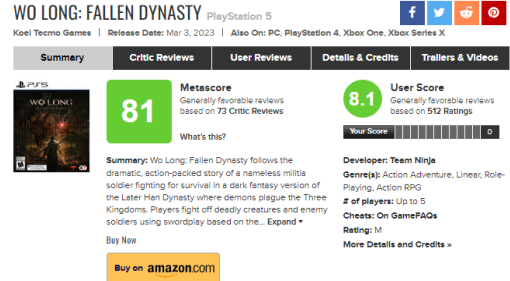 WO LONG: FALLEN DYNASTY PlayStation 5
Koei Tecmo Games | Release Date: Mar 3, 2023 | Also On: PC, PlayStation 4, Xbox One, Xbox Series X
Summary Critic Reviews User Reviews Details & Credits Trailers & Videos
PS5
WO LONG
81
Metascore
Generally favorable reviews
based on 73 Critic Reviews
What's this?
8.1
User Score
Generally favorable reviews
based on 512 Ratings
Your Score 0
Summary: Wo Long: Fallen Dynasty follows the
dramatic, action-packed story of a nameless militia
soldier fighting for survival in a dark fantasy version of
the Later Han Dynasty where demons plague the Three
Kingdoms. Players fight off deadly creatures and enemy
soldiers using swordplay based on the... Expand
Buy Now
Buy on amazon.com
Developer: Team Ninja
Genre(s): Action Adventure, Linear, Role-
Playing, Action RPG
# of players: Up to 5
Cheats: On GameFAQs
Rating: M
More Details and Credits »